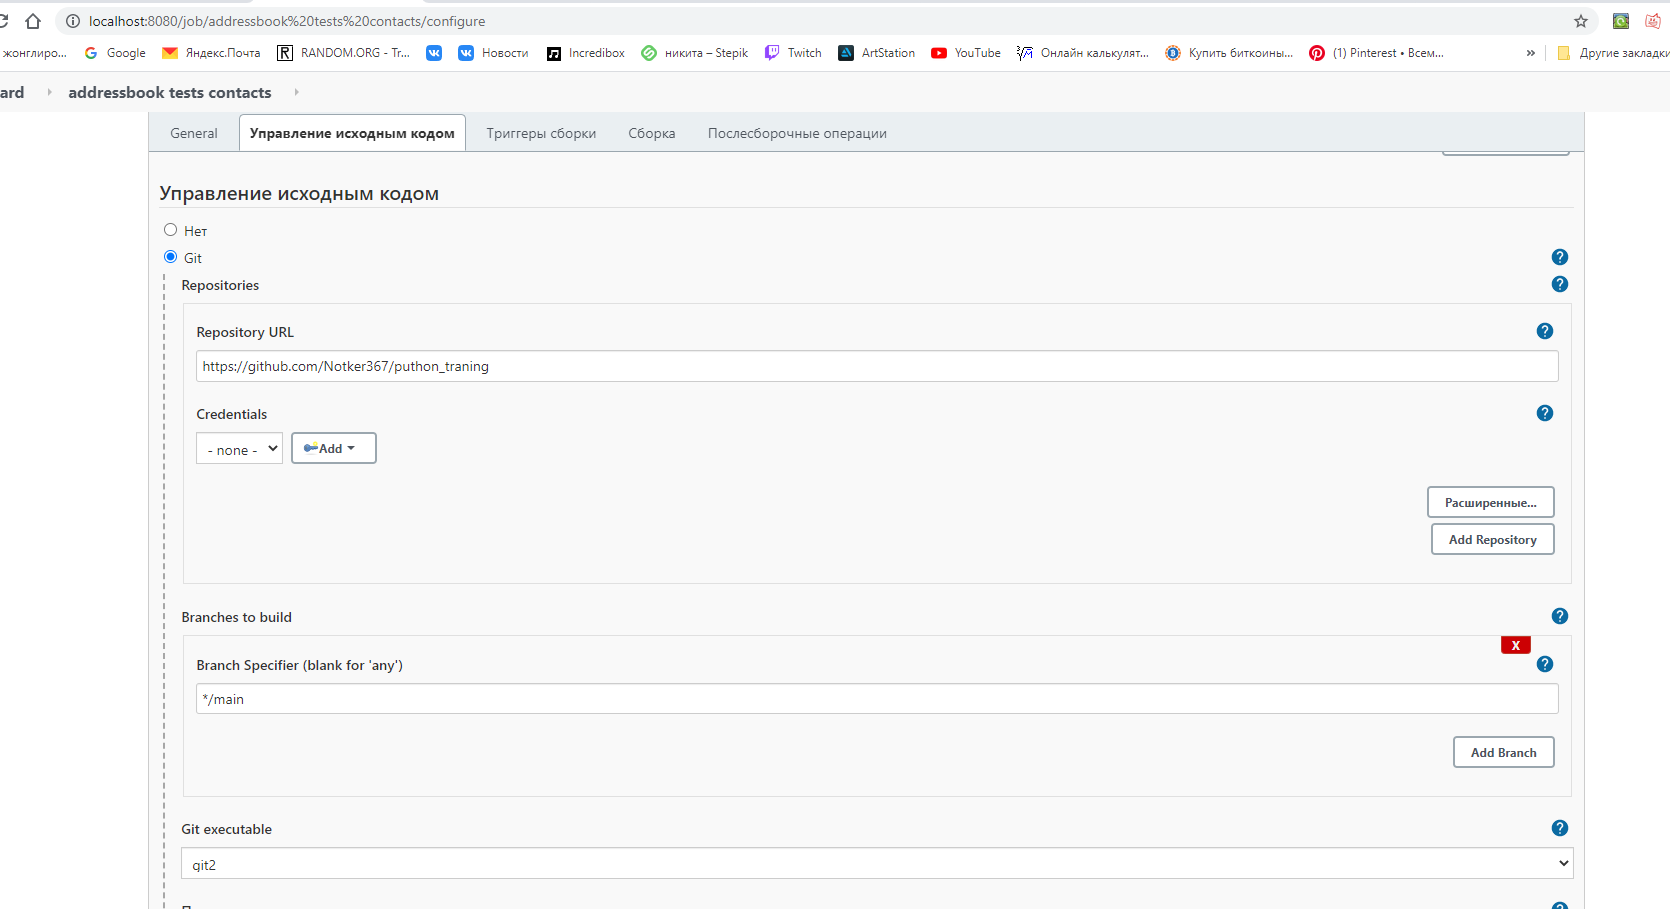 localhost:8080/job/addressbook%20tests%20contacts/configure
жонглиро... Google Яндекс.Почта RANDOM.ORG - Tr... Новости Incredibox никита – Stepik Twitch ArtStation YouTube Онлайн калькулят... Купить биткоины... (1) Pinterest • Всем... » Другие закладки
ard addressbook tests contacts
General Управление исходным кодом Триггеры сборки Сборка Послесборочные операции
Управление исходным кодом
Нет
Git
Repositories
Repository URL
https://github.com/Notker367/puthon_traning
Credentials
- none - Add
Расширенные...
Add Repository
Branches to build
X
Branch Specifier (blank for 'any')
*/main
Add Branch
Git executable
git2